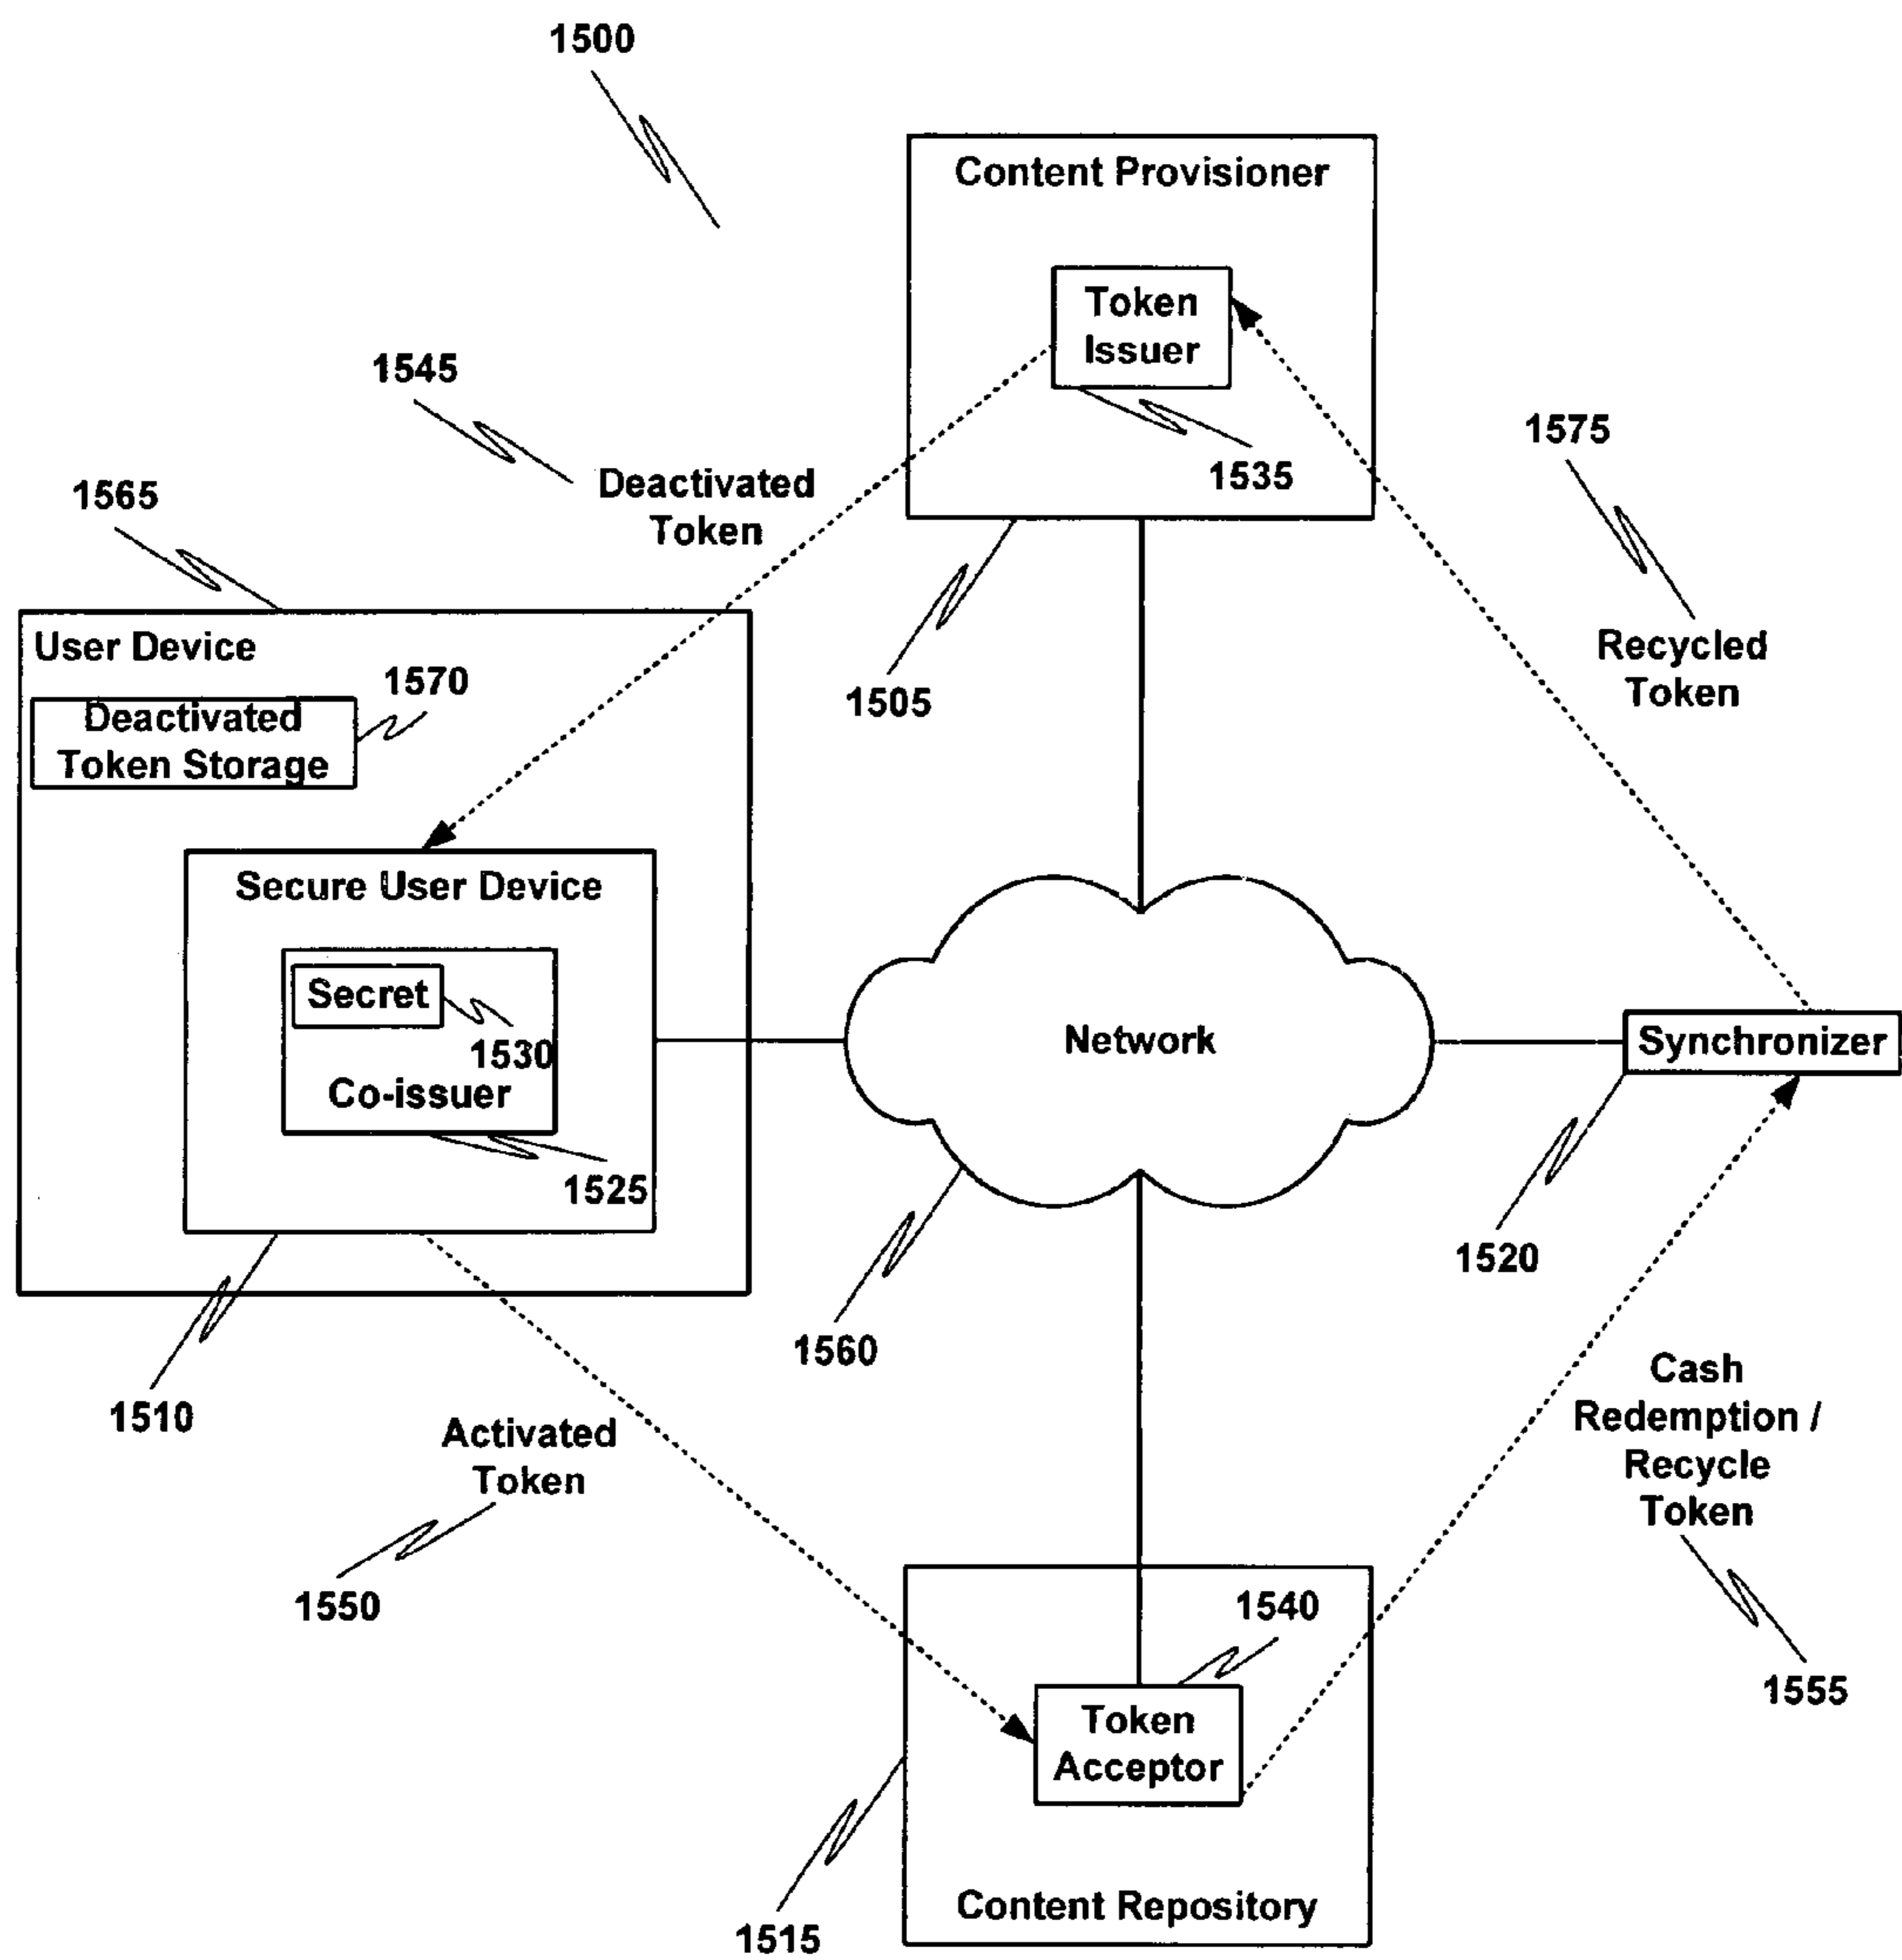 1500
Content Provisioner
Token
Issuer
1535
1545
Deactivated
Token
1575
Recycled
Token
1565
User Device
1570
Deactivated
Token Storage
1505
Secure User Device
Secret
1530
Co-issuer
1525
Network
Synchronizer
1520
1560
1510
Activated
Token
1550
Cash
Redemption /
Recycle
Token
1555
1540
Token
Acceptor
Content Repository
1515